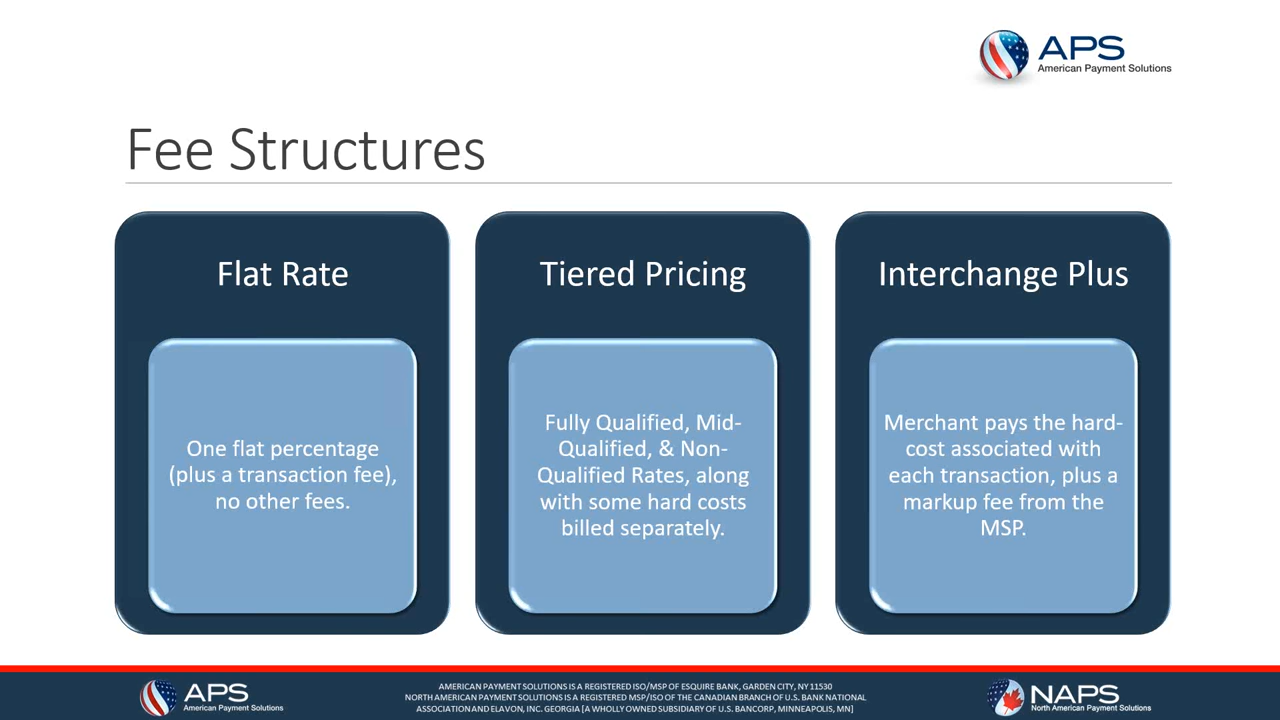 APS
American Payment Solutions
Fee Structures
Flat Rate
One flat percentage
(plus a transaction fee),
no other fees.
Tiered Pricing
Fully Qualified, Mid-
Qualified, & Non-
Qualified Rates, along
with some hard costs
billed separately.
Interchange Plus
Merchant pays the hard-
cost associated with
each transaction, plus a
markup fee from the
MSP.
APS
American Payment Solutions
AMERICAN PAYMENT SOLUTIONS IS A REGISTERED ISO/MSP OF ESQUIRE BANK, GARDEN CITY, NY 11530
NORTH AMERICAN PAYMENT SOLUTIONS IS A REGISTERED MSP/ISO OF THE CANADIAN BRANCH OF U.S. BANK NATIONAL
ASSOCIATION AND ELAVON, INC. GEORGIA [A WHOLLY OWNED SUBSIDIARY OF U.S. BANCORP, MINNEAPOLIS, MN]
NAPS
North American Payment Solutions